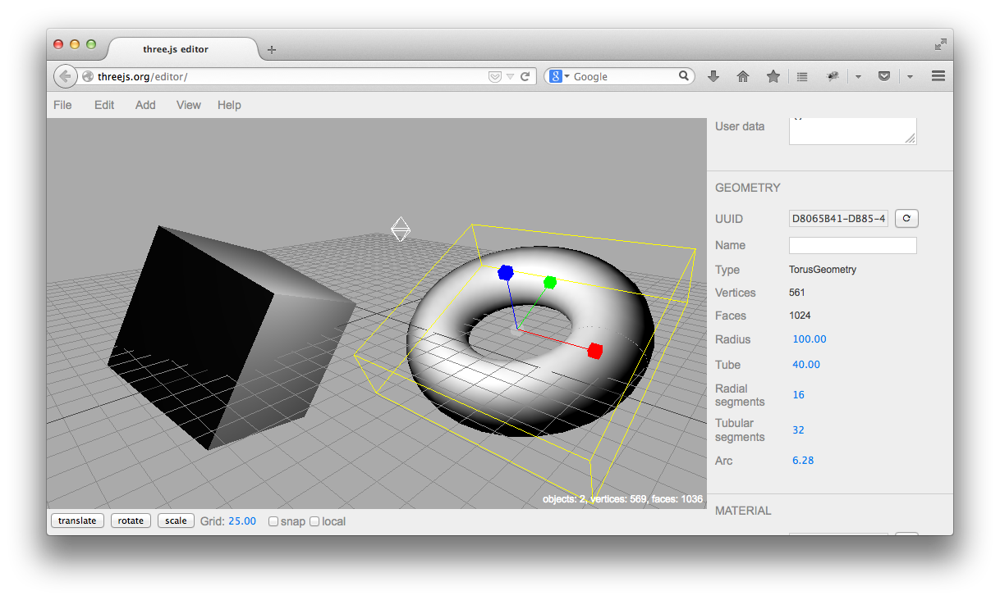 three.js editor
threejs.org/editor/
Google
File Edit Add View Help
User data
GEOMETRY
UUID D8065B41-DB85-4
Name
Type TorusGeometry
Vertices 561
Faces 1024
Radius 100.00
Tube 40.00
Radial
segments 16
Tubular
segments 32
Arc 6.28
objects: 2, vertices: 569, faces: 1036
MATERIAL
translate rotate scale Grid: 25.00 snap local